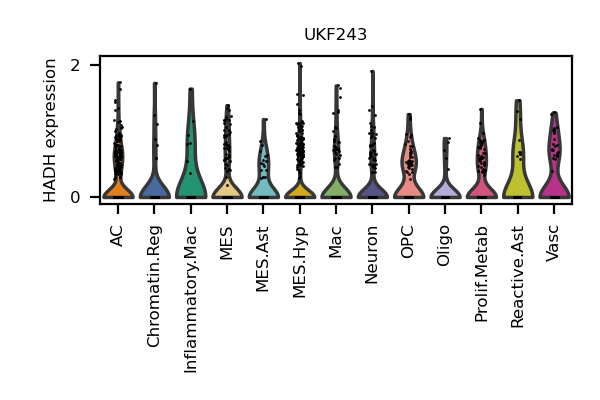 UKF243
HADH expression
2
0
AC
Chromatin.Reg
Inflammatory.Mac
MES
MES.Ast
MES.Hyp
Mac
Neuron
OPC
Oligo
Prolif.Metab
Reactive.Ast
Vasc